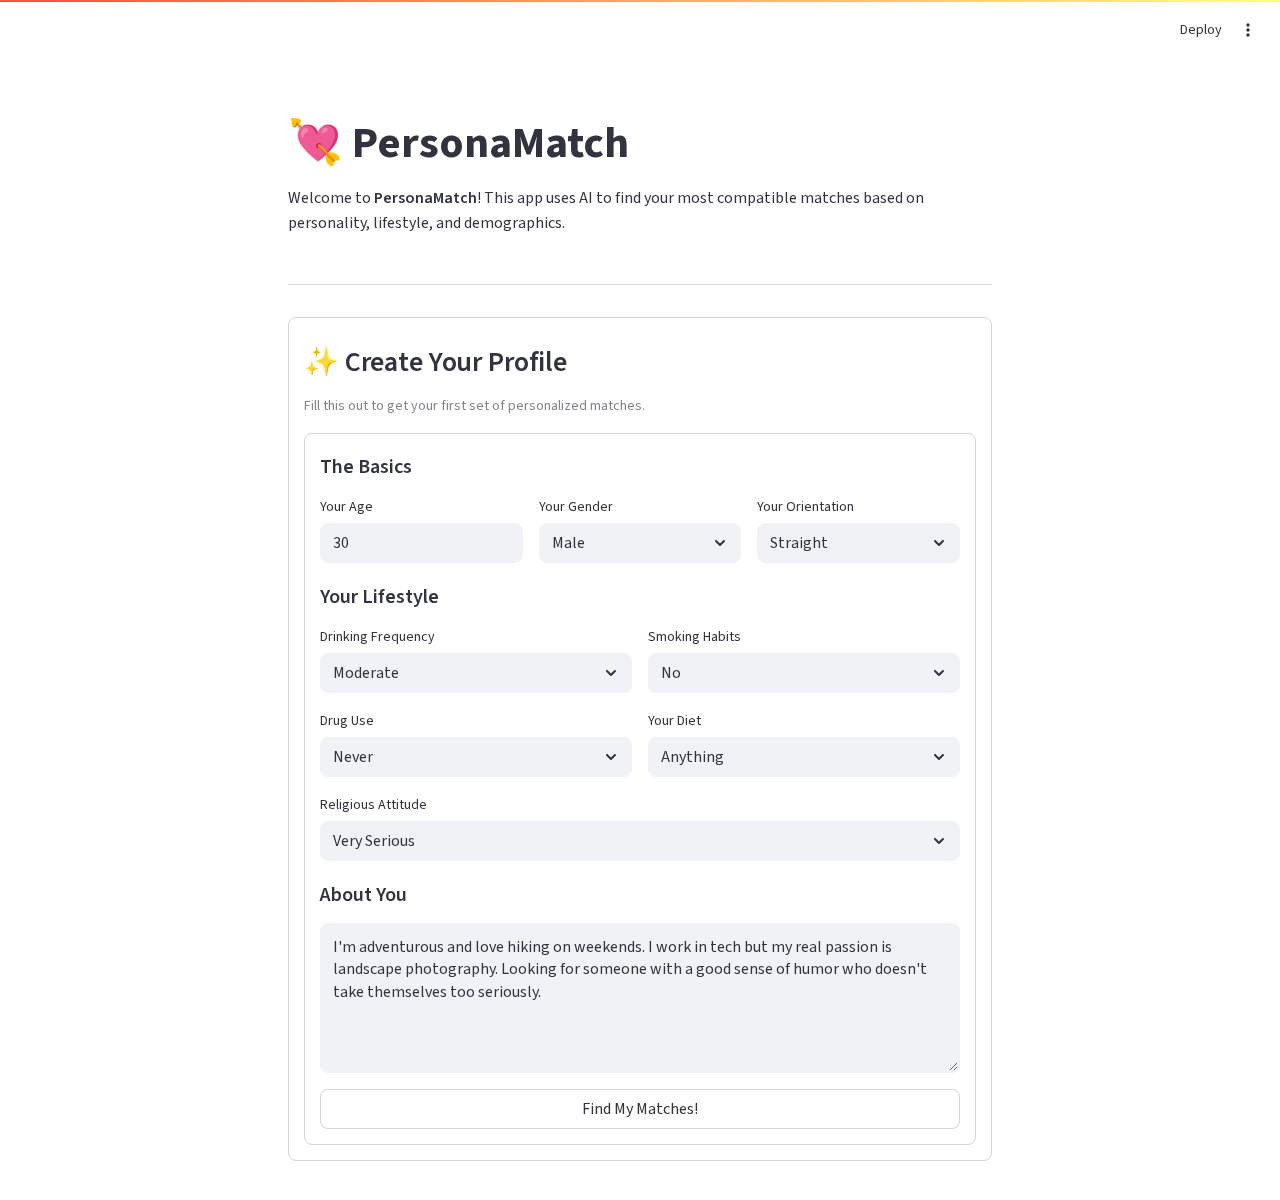 Deploy
💘 PersonaMatch
Welcome to PersonaMatch! This app uses AI to find your most compatible matches based on
personality, lifestyle, and demographics.
✨ Create Your Profile
Fill this out to get your first set of personalized matches.
The Basics
Your Age Your Gender Your Orientation
30 Male Straight
Your Lifestyle
Drinking Frequency Smoking Habits
Moderate No
Drug Use Your Diet
Never Anything
Religious Attitude
Very Serious
About You
I'm adventurous and love hiking on weekends. I work in tech but my real passion is
landscape photography. Looking for someone with a good sense of humor who doesn't
take themselves too seriously.
Find My Matches!